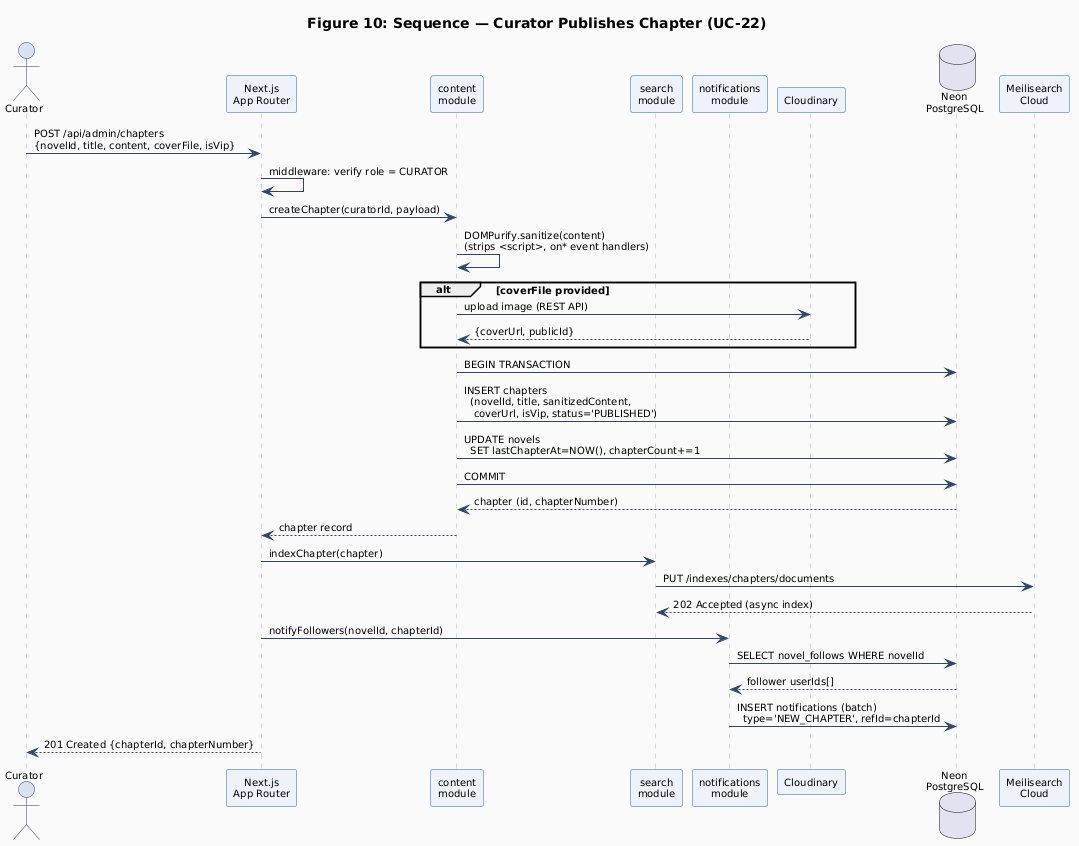 Figure 10: Sequence — Curator Publishes Chapter (UC-22)
Curator
Next.js
App Router
content
module
search
module
notifications
module
Cloudinary
Neon
PostgreSQL
Meilisearch
Cloud
POST /api/admin/chapters
{novelId, title, content, coverFile, isVip}
middleware: verify role = CURATOR
createChapter(curatorId, payload)
DOMPurify.sanitize(content)
(strips <script>, on* event handlers)
alt [coverFile provided]
upload image (REST API)
{coverUrl, publicId}
BEGIN TRANSACTION
INSERT chapters
(novelId, title, sanitizedContent,
coverUrl, isVip, status='PUBLISHED')
UPDATE novels
SET lastChapterAt=NOW(), chapterCount+=1
COMMIT
chapter (id, chapterNumber)
chapter record
indexChapter(chapter)
PUT /indexes/chapters/documents
202 Accepted (async index)
notifyFollowers(novelId, chapterId)
SELECT novel_follows WHERE novelId
follower userIds[]
INSERT notifications (batch)
type='NEW_CHAPTER', refId=chapterId
201 Created {chapterId, chapterNumber}
Curator
Next.js
App Router
content
module
search
module
notifications
module
Cloudinary
Neon
PostgreSQL
Meilisearch
Cloud